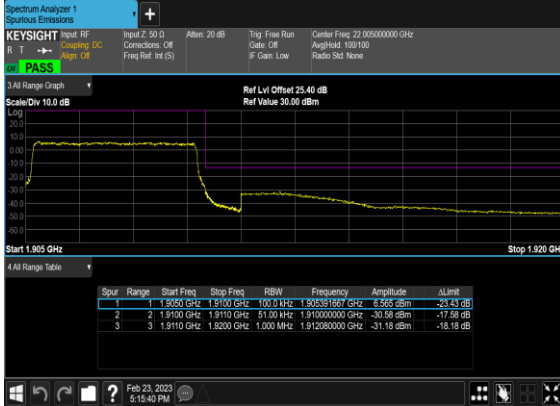 Spectrum Analyzer 1
Spurious Emissions
+
KEYSIGHT Input: RF Input Z: 50 Ω Atten: 20 dB Trig: Free Run Center Freq: 22.005000000 GHz
R T Coupling: DC Corrections: Off Gate: Off Avg|Hold: 100/100
Align: Off Freq Ref: Int (S) IF Gain: Low Radio Std: None
PASS
3 All Range Graph
Ref Lvl Offset 25.40 dB
Scale/Div 10.0 dB Ref Value 30.00 dBm
Log
20.0
10.0
0.00
-10.0
-20.0
-30.0
-40.0
-50.0
-60.0
Start 1.905 GHz Stop 1.920 GHz
4 All Range Table
Spur Range Start Freq Stop Freq RBW Frequency Amplitude ΔLimit
1 1 1.9050 GHz 1.9100 GHz 100.0 kHz 1.905391667 GHz 6.565 dBm -23.43 dB
2 2 1.9100 GHz 1.9110 GHz 51.00 kHz 1.910000000 GHz -30.58 dBm -17.58 dB
3 3 1.9110 GHz 1.9200 GHz 1.000 MHz 1.912080000 GHz -31.18 dBm -18.18 dB
? Feb 23, 2023
5:15:40 PM